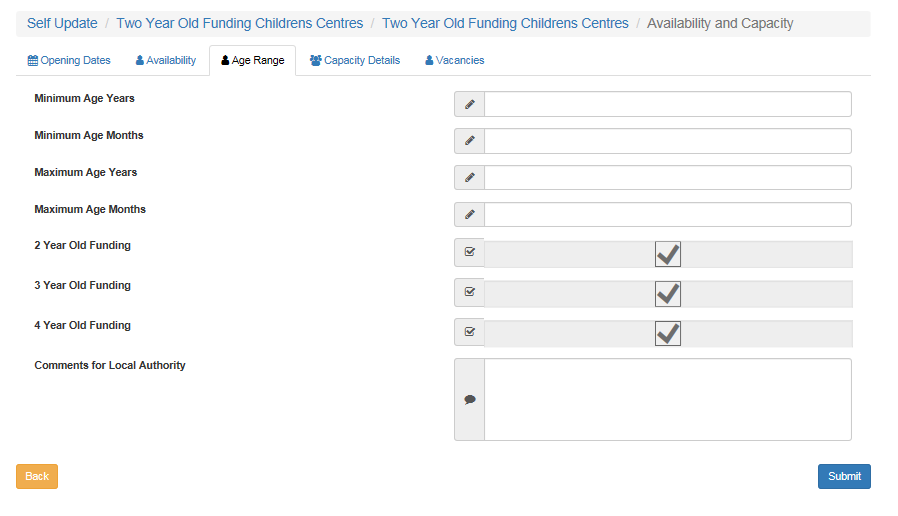 Self Update / Two Year Old Funding Childrens Centres / Two Year Old Funding Childrens Centres / Availability and Capacity
Opening Dates Availability Age Range Capacity Details Vacancies
Minimum Age Years
Minimum Age Months
Maximum Age Years
Maximum Age Months
2 Year Old Funding
3 Year Old Funding
4 Year Old Funding
Comments for Local Authority
Back Submit